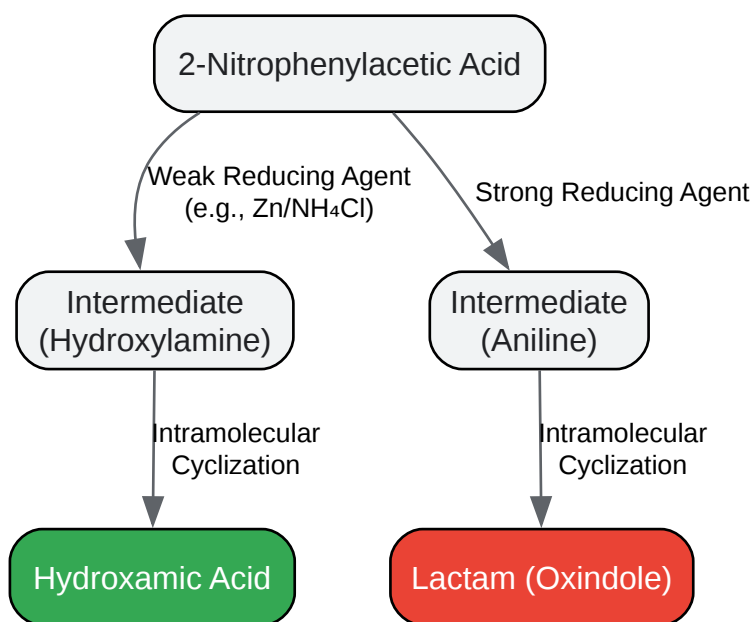 2-Nitrophenylacetic Acid
Weak Reducing Agent
(e.g., Zn/NH₄Cl)
Strong Reducing Agent
Intermediate
(Hydroxylamine)
Intermediate
(Aniline)
Intramolecular
Cyclization
Intramolecular
Cyclization
Hydroxamic Acid
Lactam (Oxindole)